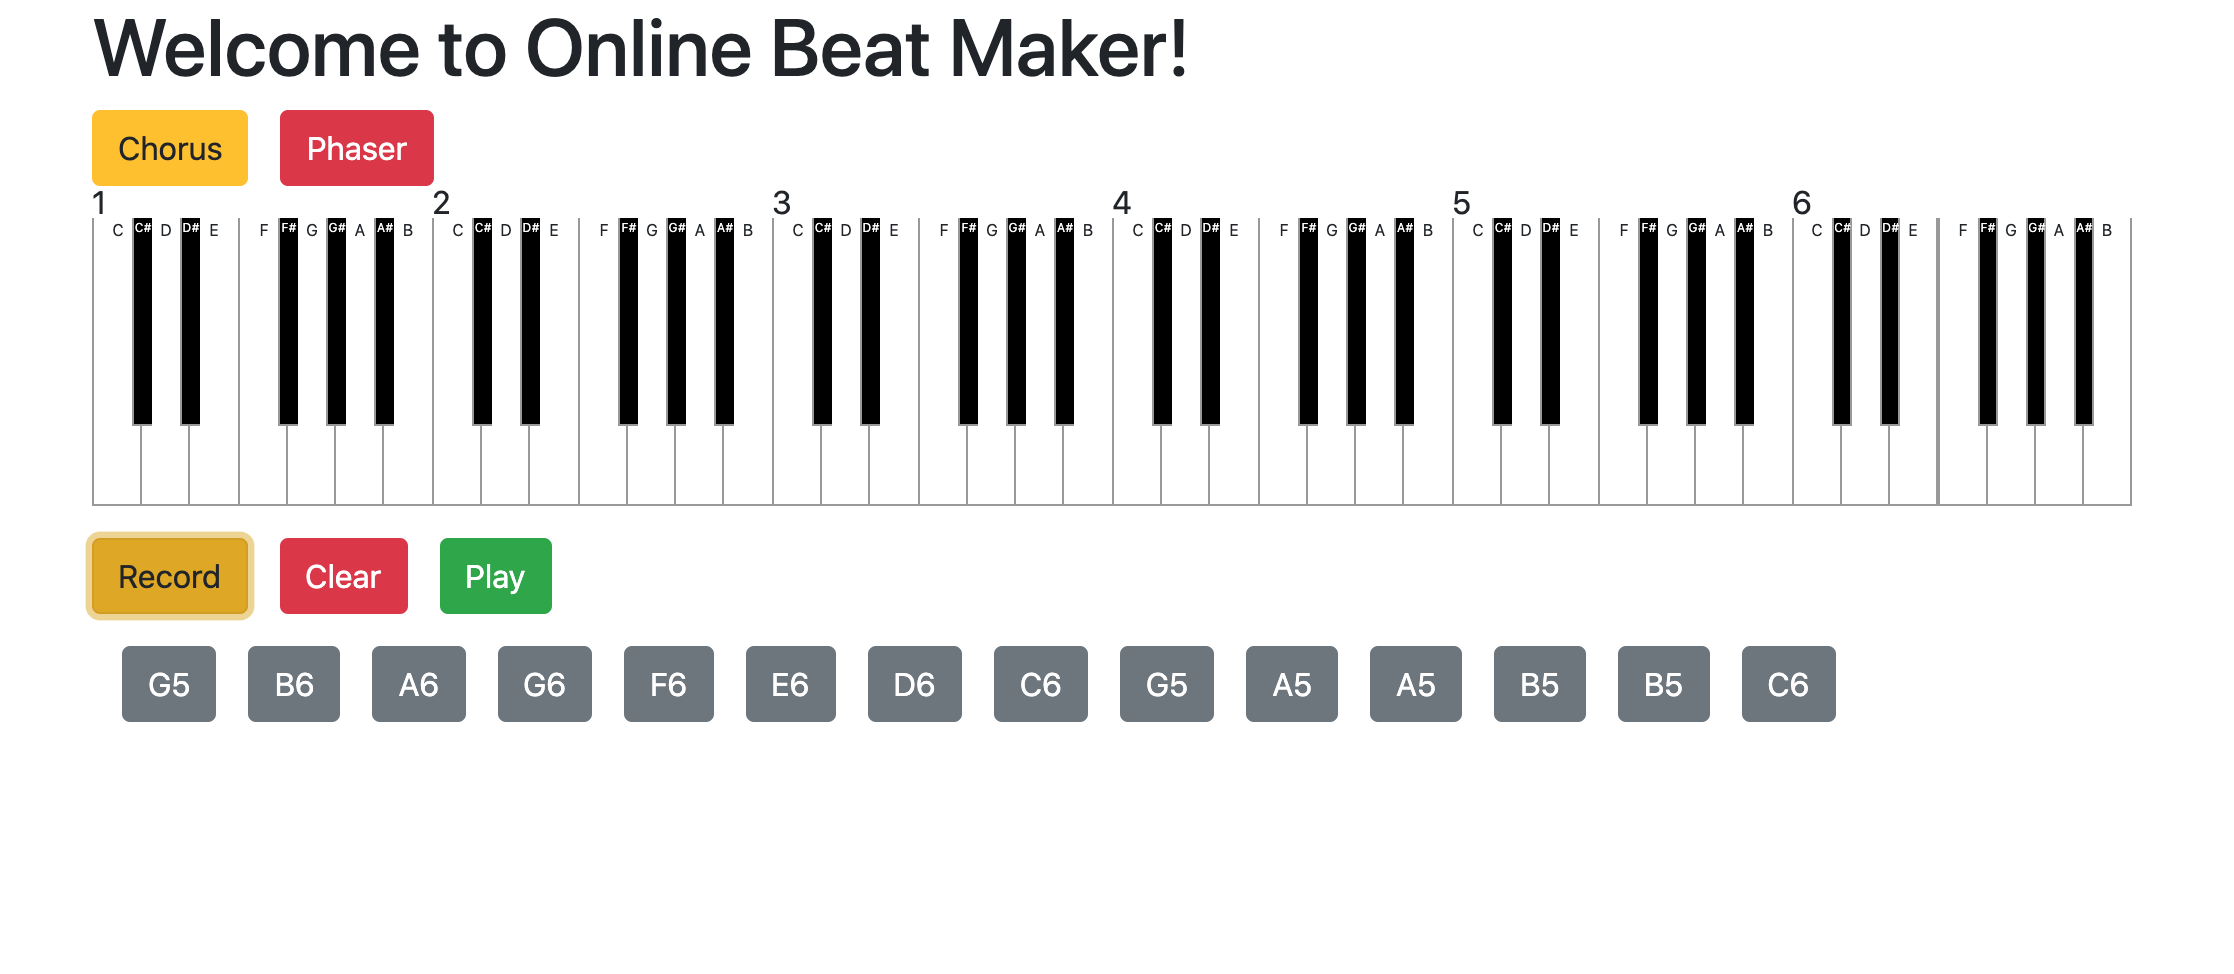 Welcome to Online Beat Maker!
Chorus Phaser
1 2 3 4 5 6
C C# D D# E F F# G G# A A# B C C# D D# E F F# G G# A A# B C C# D D# E F F# G G# A A# B C C# D D# E F F# G G# A A# B C C# D D# E F F# G G# A A# B C C# D D# E F F# G G# A A# B
Record Clear Play
G5 B6 A6 G6 F6 E6 D6 C6 G5 A5 A5 B5 B5 C6